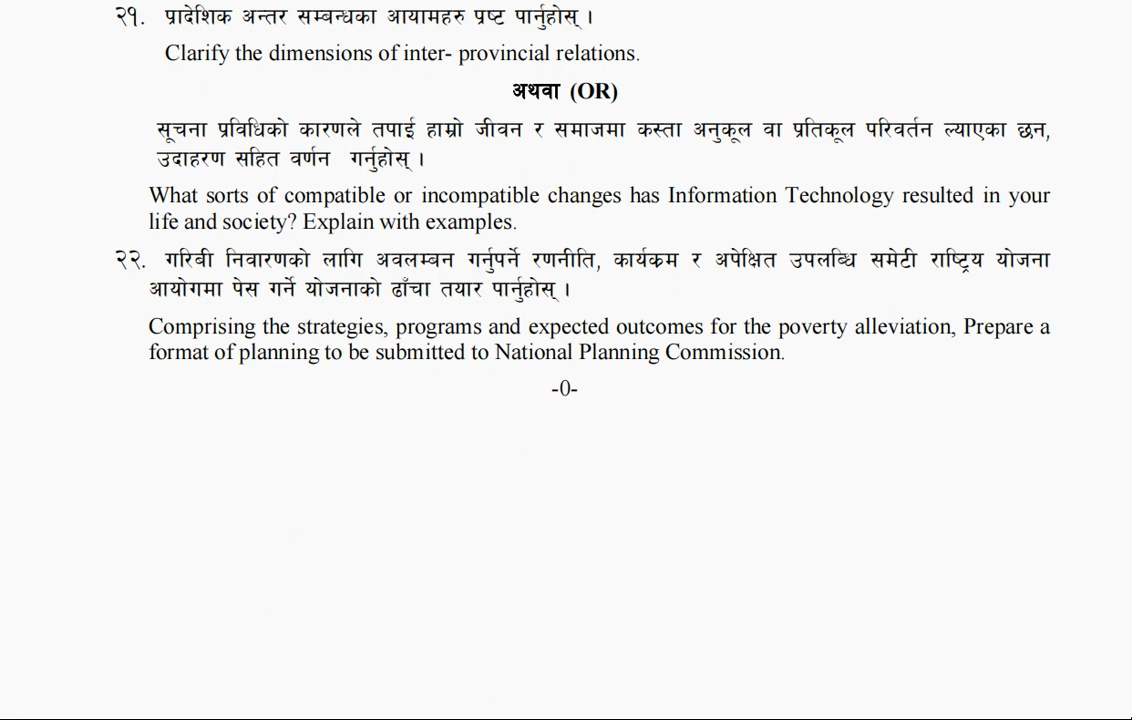 २१. प्रादेशिक अन्तर सम्बन्धका आयामहरु प्रष्ट पार्नुहोस् ।
Clarify the dimensions of inter- provincial relations.
अथवा (OR)
सूचना प्रविधिको कारणले तपाई हाम्रो जीवन र समाजमा कस्ता अनुकूल वा प्रतिकूल परिवर्तन ल्याएका छन,
उदाहरण सहित वर्णन गर्नुहोस् ।
What sorts of compatible or incompatible changes has Information Technology resulted in your
life and society? Explain with examples.
२२. गरिबी निवारणको लागि अवलम्बन गर्नुपर्ने रणनीति, कार्यक्रम र अपेक्षित उपलब्धि समेटी राष्ट्रिय योजना
आयोगमा पेस गर्ने योजनाको ढाँचा तयार पार्नुहोस् ।
Comprising the strategies, programs and expected outcomes for the poverty alleviation, Prepare a
format of planning to be submitted to National Planning Commission.
-0-